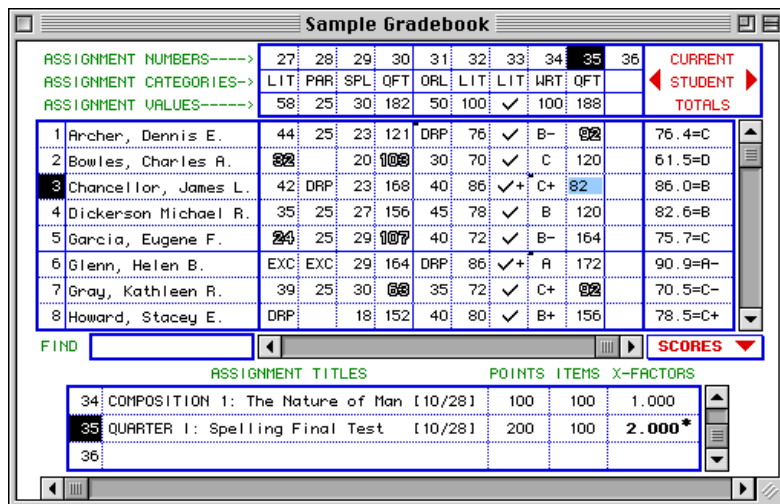 Sample Gradebook
ASSIGNMENT NUMBERS----> 27 28 29 30 31 32 33 34 35 36 CURRENT
ASSIGNMENT CATEGORIES-> LIT PAR SPL QFT ORL LIT LIT WRT QFT STUDENT
ASSIGNMENT VALUES-----> 58 25 30 182 50 100 ✓ 100 188 TOTALS
1 Archer, Dennis E. 44 25 23 121 DRP 76 ✓ B- 92 76.4=C
2 Bowles, Charles A. 32 20 103 30 70 ✓ C 120 61.5=D
3 Chancellor, James L. 42 DRP 23 168 40 86 ✓+ C+ 82 86.0=B
4 Dickerson Michael R. 35 25 27 156 45 78 ✓ B 120 82.6=B
5 Garcia, Eugene F. 24 25 29 107 40 72 ✓ B- 164 75.7=C
6 Glenn, Helen B. EXC EXC 29 164 DRP 86 ✓+ A 172 90.9=A-
7 Gray, Kathleen R. 39 25 30 63 35 72 ✓ C+ 92 70.5=C-
8 Howard, Stacey E. DRP 18 152 40 80 ✓ B+ 156 78.5=C+
FIND SCORES
ASSIGNMENT TITLES POINTS ITEMS X-FACTORS
34 COMPOSITION 1: The Nature of Man [10/28] 100 100 1.000
35 QUARTER I: Spelling Final Test [10/28] 200 100 2.000*
36